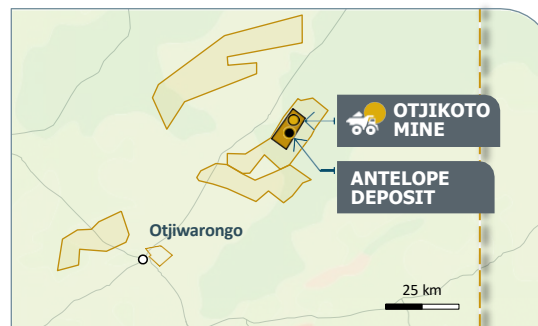 OTJIKOTO
MINE
ANTELOPE
DEPOSIT
Otjiwarongo
25 km